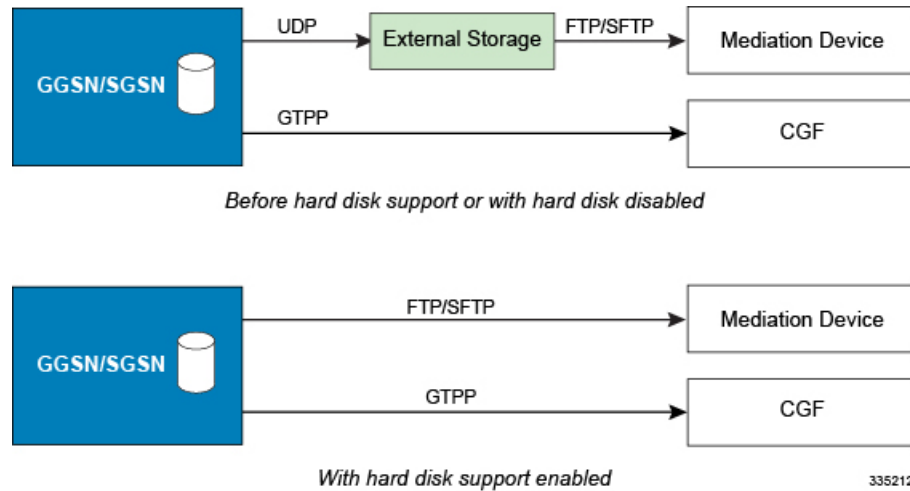 UDP
External Storage
FTP/SFTP
Mediation Device
GGSN/SGSN
GTPP
CGF
Before hard disk support or with hard disk disabled
FTP/SFTP
Mediation Device
GGSN/SGSN
GTPP
CGF
With hard disk support enabled
335212